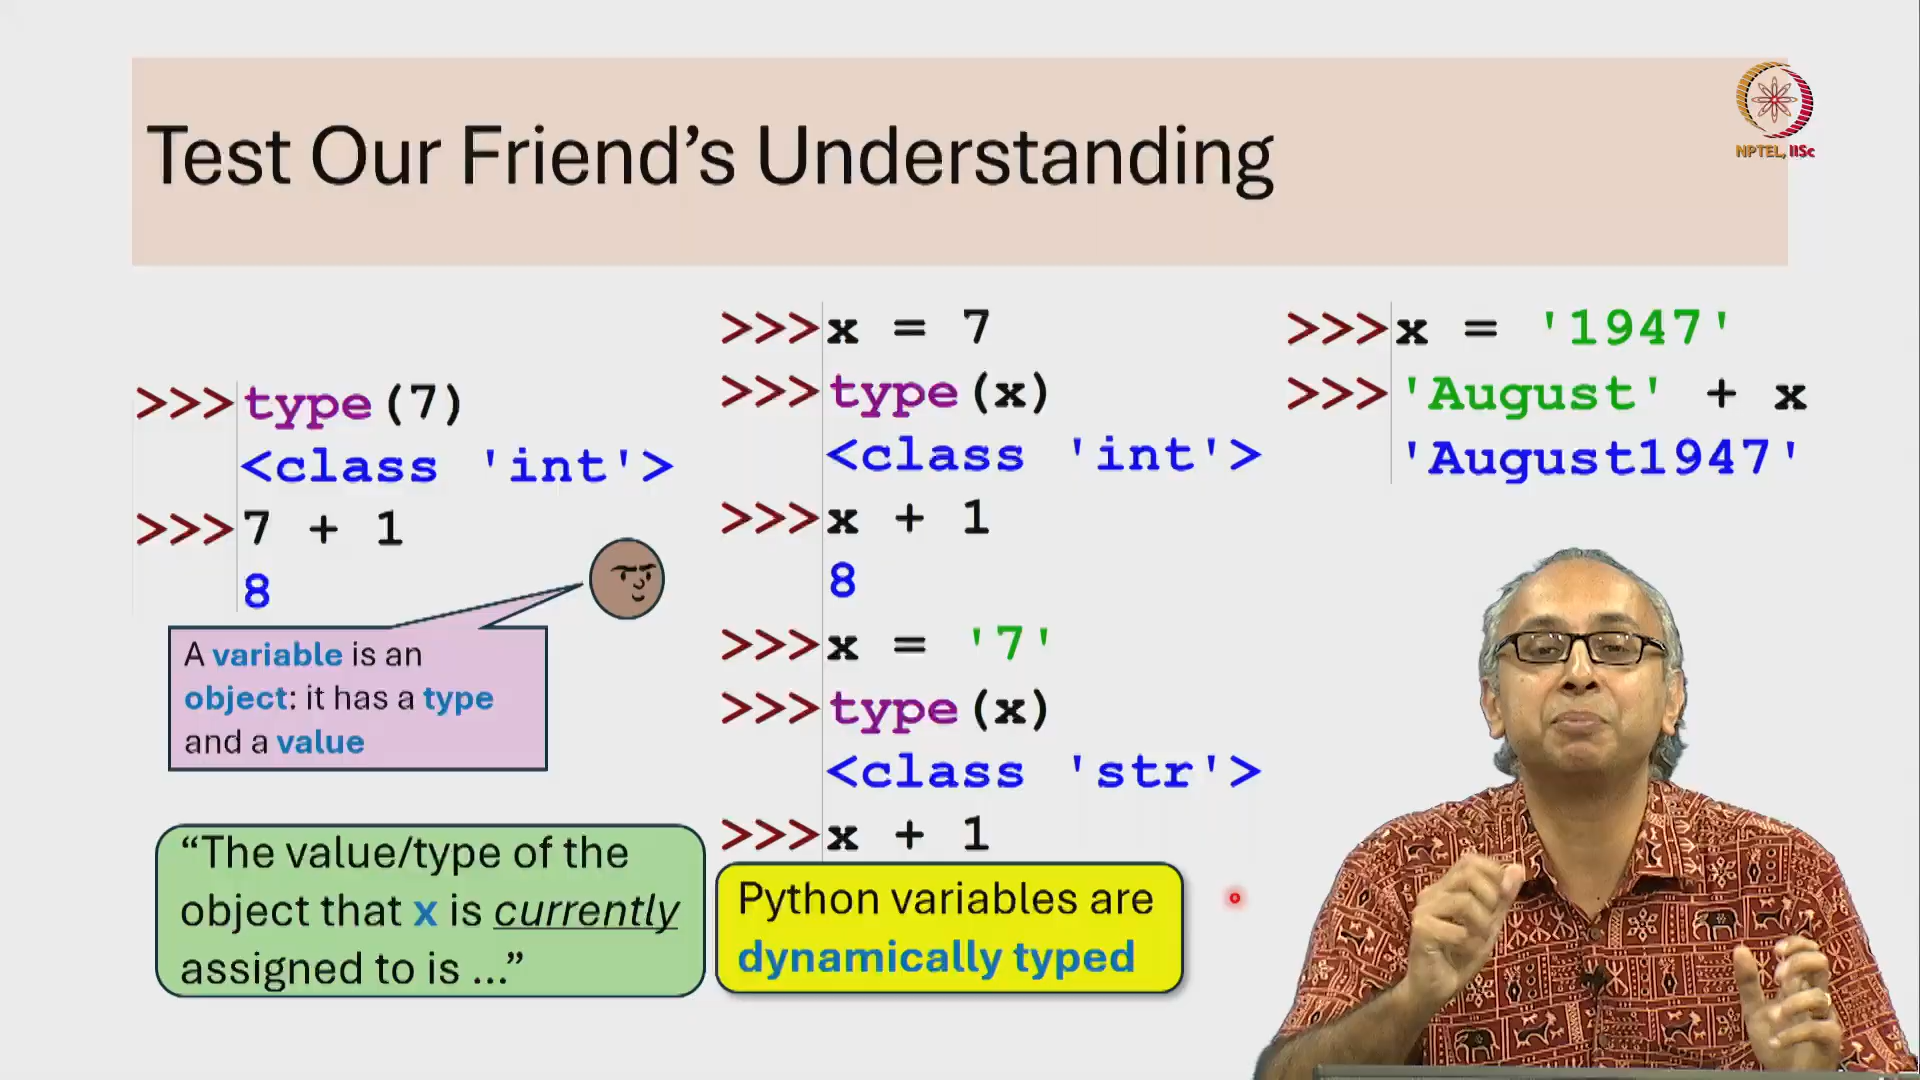 Test Our Friend’s Understanding
NPTEL, IISc
>>> type(7)
<class 'int'>
>>> 7 + 1
8
A variable is an
object: it has a type
and a value
“The value/type of the
object that x is currently
assigned to is ...”
>>> x = 7
>>> type(x)
<class 'int'>
>>> x + 1
8
>>> x = '7'
>>> type(x)
<class 'str'>
>>> x + 1
Python variables are
dynamically typed
>>> x = '1947'
>>> 'August' + x
'August1947'